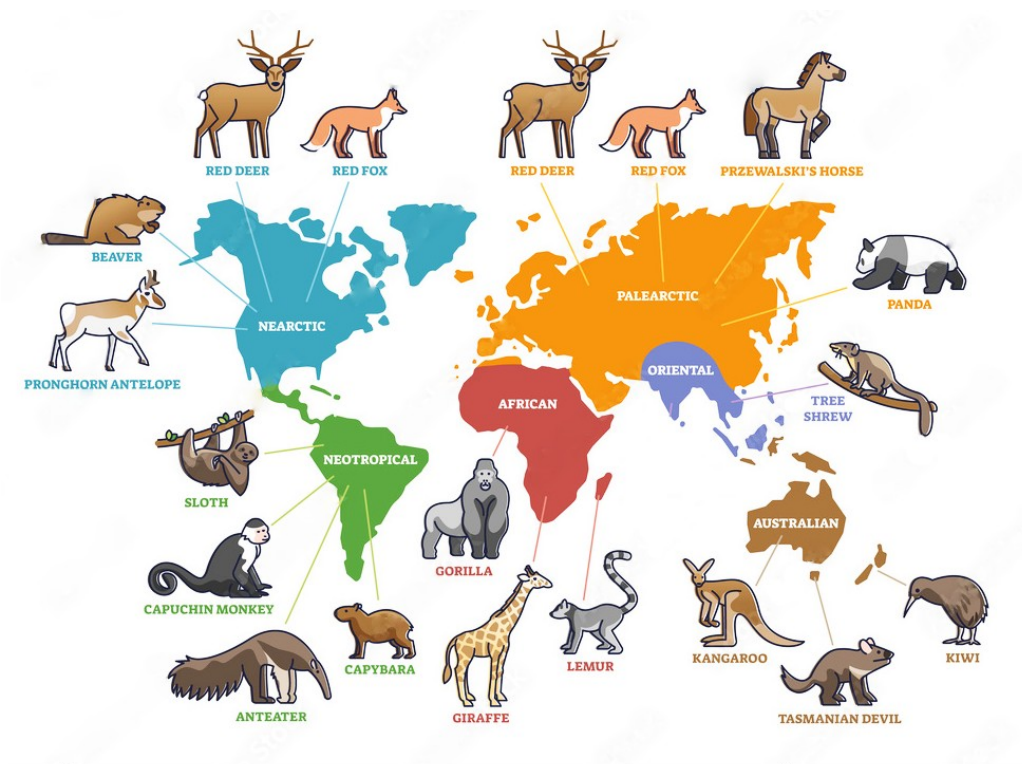 RED DEER
RED FOX
RED DEER
RED FOX
PRZEWALSKI'S HORSE
BEAVER
PANDA
PALEARCTIC
NEARCTIC
PRONGHORN ANTELOPE
ORIENTAL
TREE
SHREW
AFRICAN
NEOTROPICAL
SLOTH
AUSTRALIAN
GORILLA
CAPUCHIN MONKEY
CAPYBARA
LEMUR
KANGAROO
KIWI
ANTEATER
GIRAFFE
TASMANIAN DEVIL